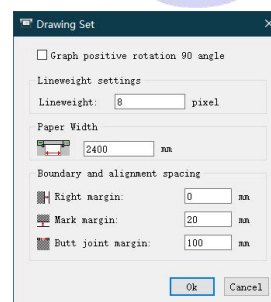 Drawing Set
Graph positive rotation 90 angle
Lineweight settings
Lineweight: 8 pixel
Paper Width
2400 mm
Boundary and alignment spacing
Right margin: 0 mm
Mark margin: 20 mm
Butt joint margin: 100 mm
Ok Cancel